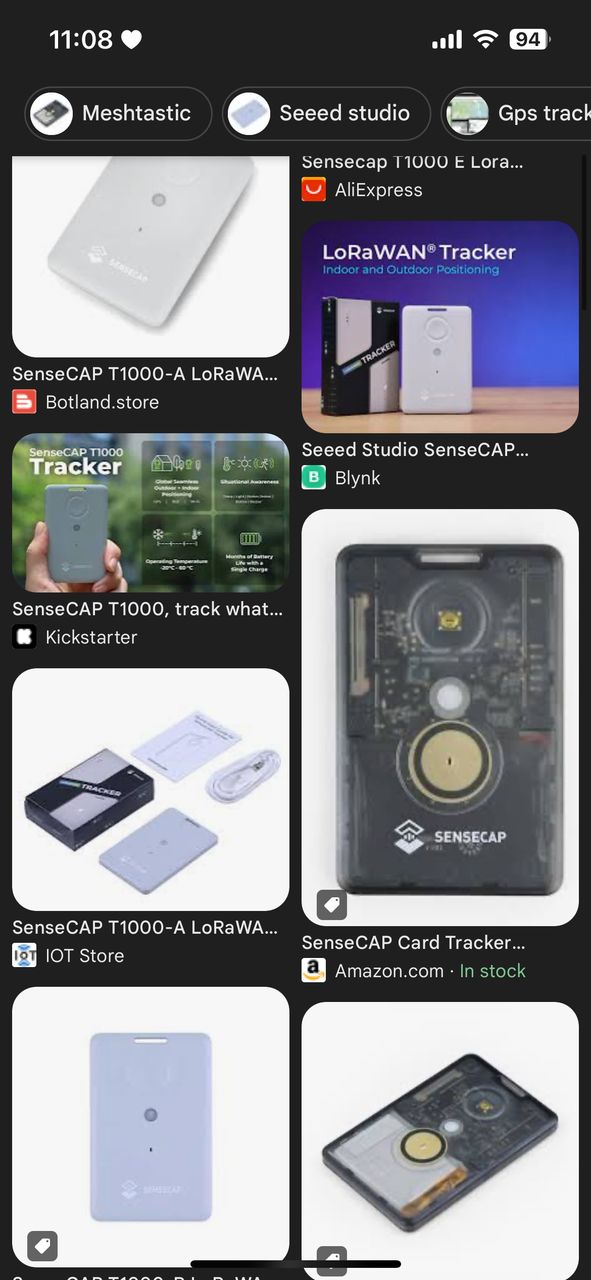 11:08
94
Meshtastic
Seeed studio
Gps track
SENSECAP
SenseCAP T1000-A LoRaWA...
Botland.store
SenseCAP T1000
Tracker
Global Seamless
Outdoor + Indoor
Positioning
Situational Awareness
Operating Temperature
-20°C - 60 °C
Months of Battery
Life with a
Single Charge
SenseCAP T1000, track what...
Kickstarter
TRACKER
SenseCAP T1000-A LoRaWA...
IoT
IOT Store
SENSECAP
Sensecap T1000 E Lora...
AliExpress
LoRaWAN® Tracker
Indoor and Outdoor Positioning
TRACKER
Seeed Studio SenseCAP...
B
Blynk
SENSECAP
SenseCAP Card Tracker...
a
Amazon.com · In stock